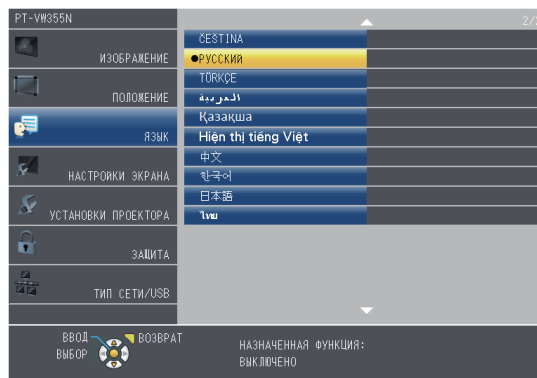 PT-VW355N
2/2
ИЗОБРАЖЕНИЕ
ПОЛОЖЕНИЕ
ЯЗЫК
НАСТРОЙКИ ЭКРАНА
УСТАНОВКИ ПРОЕКТОРА
ЗАЩИТА
ТИП СЕТИ/USB
ČEŠTINA
●РУССКИЙ
TÜRKÇE
العربية
Қазақша
Hiện thị tiếng Việt
中文
한국어
日本語
ไทย
ВВОД
ВОЗВРАТ
ВЫБОР
НАЗНАЧЕННАЯ ФУНКЦИЯ:
ВЫКЛЮЧЕНО